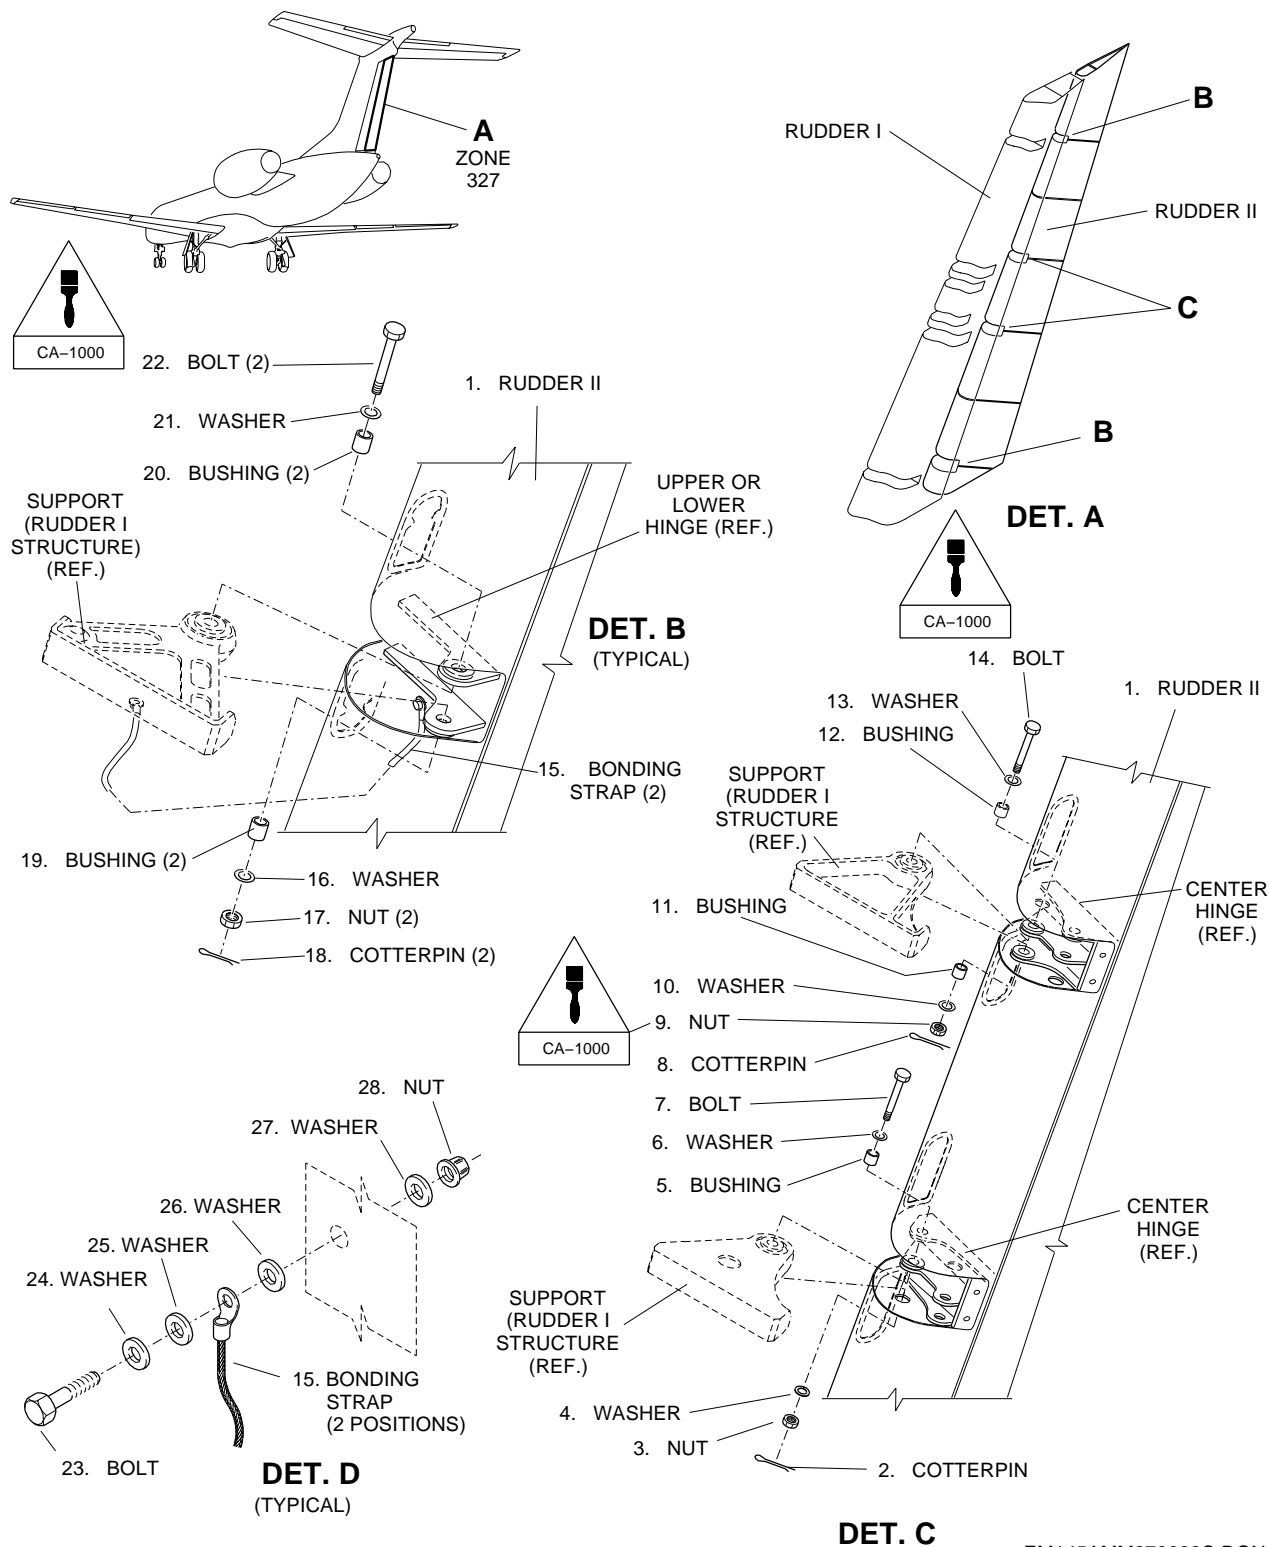 A
ZONE
327
CA–1000
RUDDER I
B
RUDDER II
C
B
DET. A
CA–1000
22. BOLT (2)
21. WASHER
20. BUSHING (2)
1. RUDDER II
UPPER OR
LOWER
HINGE (REF.)
SUPPORT
(RUDDER I
STRUCTURE)
(REF.)
DET. B
(TYPICAL)
15. BONDING
STRAP (2)
19. BUSHING (2)
16. WASHER
17. NUT (2)
18. COTTERPIN (2)
14. BOLT
13. WASHER
12. BUSHING
1. RUDDER II
SUPPORT
(RUDDER I
STRUCTURE
(REF.)
CENTER
HINGE
(REF.)
11. BUSHING
10. WASHER
9. NUT
CA–1000
8. COTTERPIN
7. BOLT
6. WASHER
5. BUSHING
CENTER
HINGE
(REF.)
SUPPORT
(RUDDER I
STRUCTURE
(REF.)
4. WASHER
3. NUT
2. COTTERPIN
DET. C
28. NUT
27. WASHER
26. WASHER
25. WASHER
24. WASHER
15. BONDING
STRAP
(2 POSITIONS)
23. BOLT
DET. D
(TYPICAL)